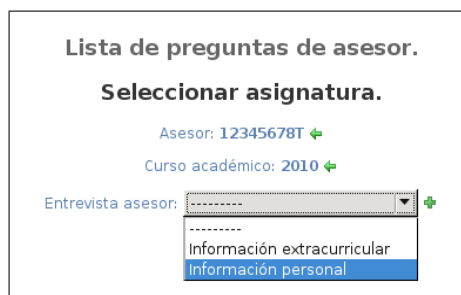 Lista de preguntas de asesor.
Seleccionar asignatura.
Asesor: 12345678T
Curso académico: 2010
Entrevista asesor: ---------
---------
Información extracurricular
Información personal